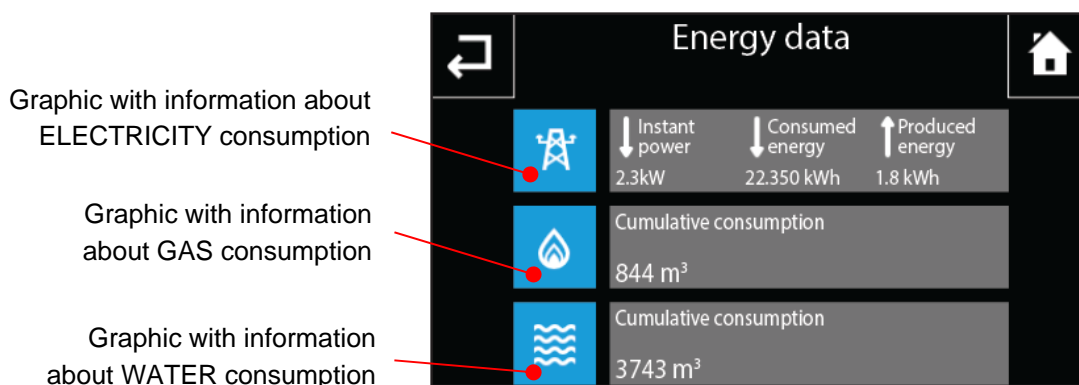 Energy data
Graphic with information about
ELECTRICITY consumption
Instant
power
Consumed
energy
Produced
energy
2.3kW
22.350 kWh
1.8 kWh
Graphic with information
about GAS consumption
Cumulative consumption
844 m³
Graphic with information
about WATER consumption
Cumulative consumption
3743 m³